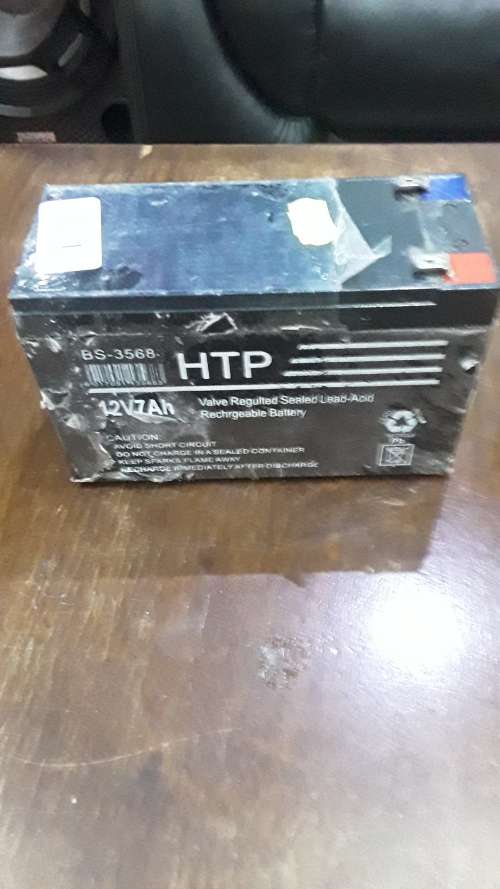 BS-3568
HTP
12V7Ah
Valve Regulted Sealed Lead-Acid
Rechrgeable Battery
CAUTION:
AVOID SHORT CIRCUIT
DO NOT CHARGE IN A SEALED CONTAINER
KEEP SPARKS FLAME AWAY
RECHARGE IMMEDIATELY AFTER DISCHARGE
Pb